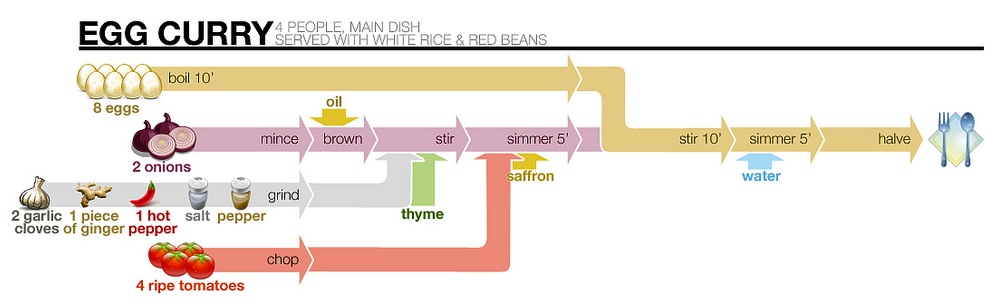 EGG CURRY
4 PEOPLE, MAIN DISH
SERVED WITH WHITE RICE & RED BEANS
boil 10'
8 eggs
oil
mince
brown
stir
simmer 5'
stir 10'
simmer 5'
halve
2 onions
saffron
water
grind
thyme
2 garlic
cloves
1 piece
of ginger
1 hot
pepper
salt
pepper
chop
4 ripe tomatoes